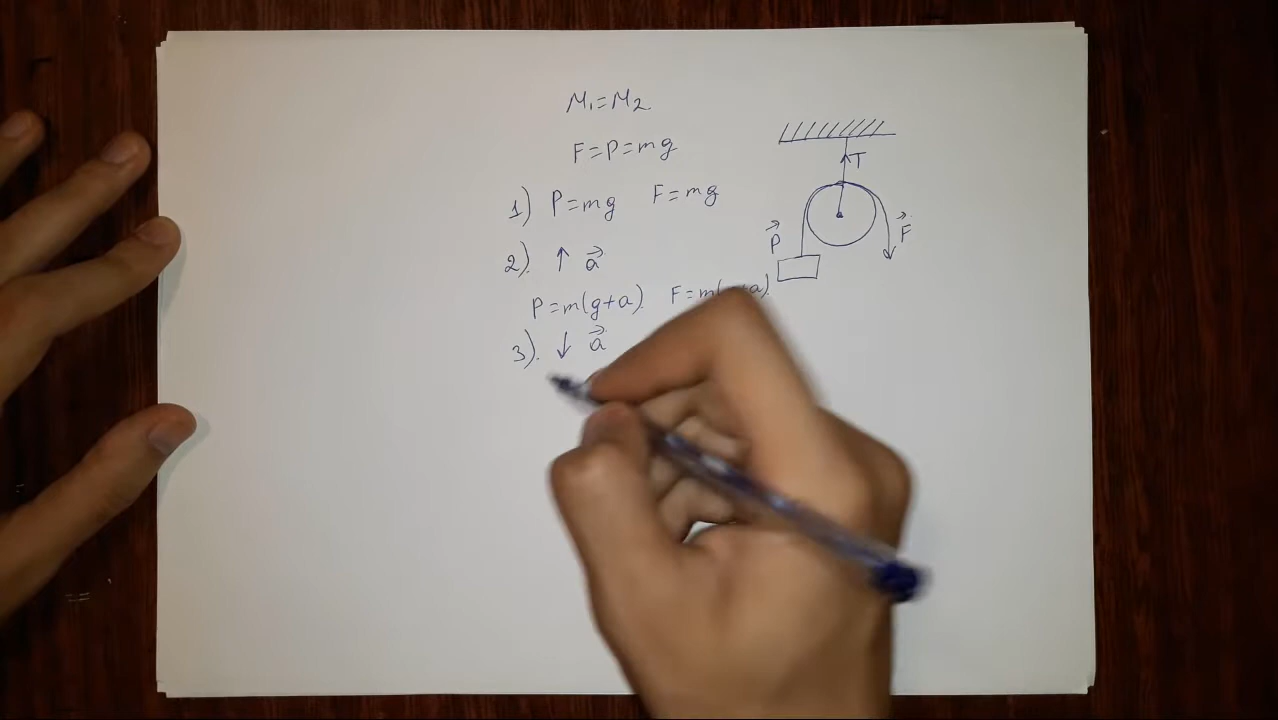 M₁=M₂
F=P=mg
1) P=mg F=mg
2). ↑ a⃗
P=m(g+a). F=m(g+a).
3). ↓ a⃗
T
P⃗
F⃗